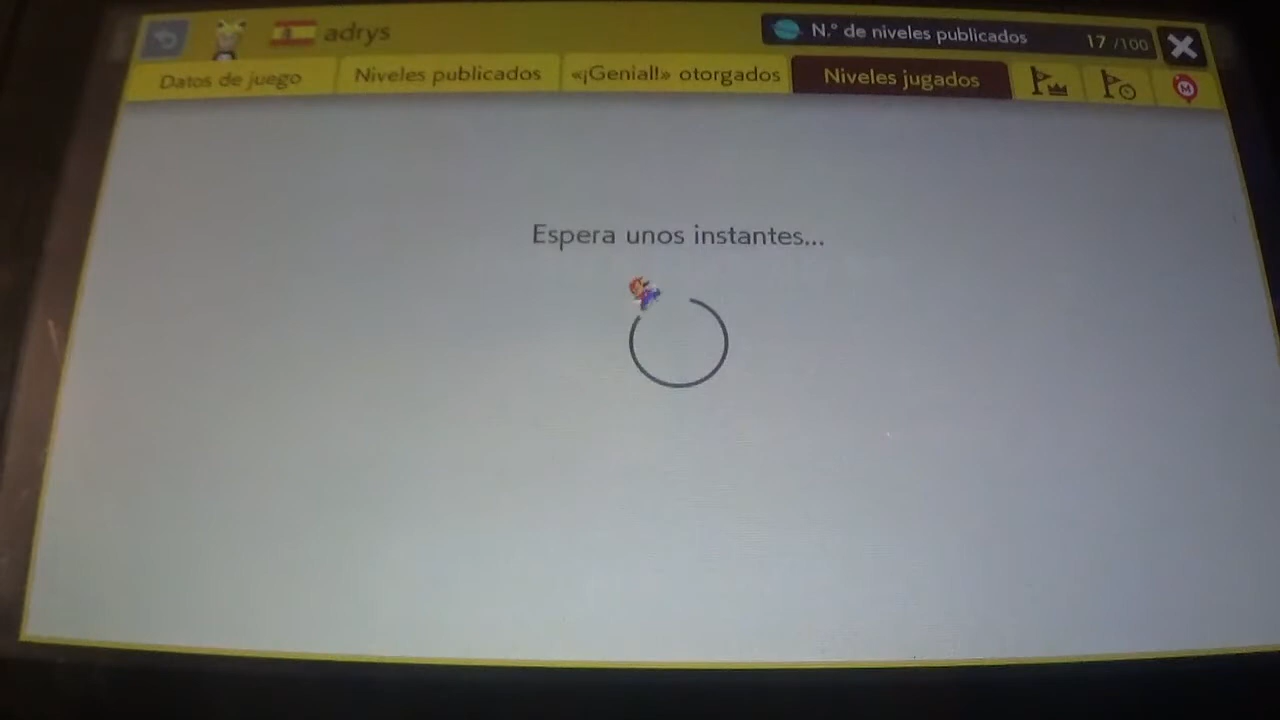 adrys
N.º de niveles publicados 17 /100
Datos de juego
Niveles publicados
«¡Genial!» otorgados
Niveles jugados
M
Espera unos instantes...